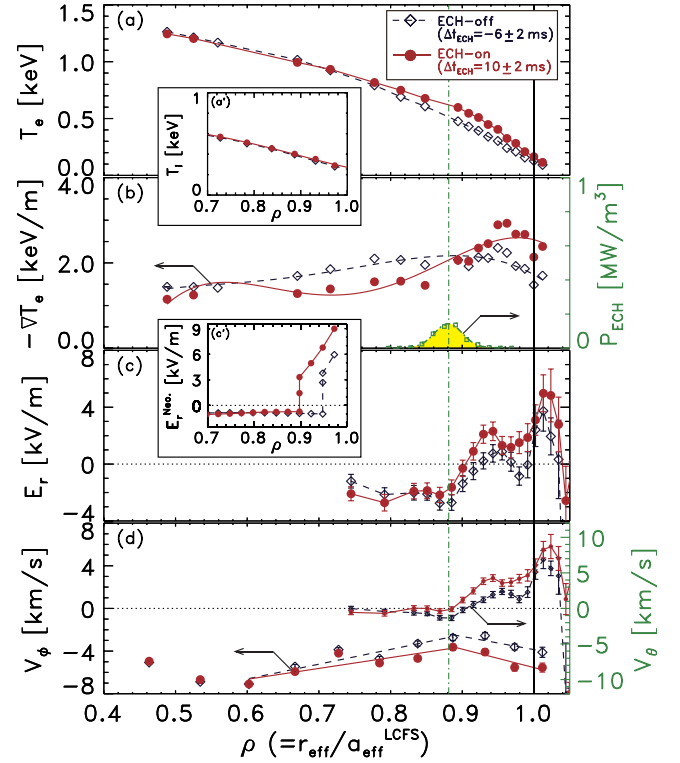 (a)
ECH-off
(Δt_ECH=-6±2 ms)
ECH-on
(Δt_ECH=10±2 ms)
T_e [keV]
1.5
1.0
0.5
0.0
(a')
T_I [keV]
1
0
0.7 0.8 0.9 1.0
ρ
(b)
-∇T_e [keV/m]
4.0
2.0
0.0
P_ECH [MW/m³]
1
0
(c')
E_r^Neo. [kV/m]
9
6
3
0
0.7 0.8 0.9 1.0
ρ
(c)
E_r [kV/m]
8
4
0
-4
(d)
V_ϕ [km/s]
8
4
0
-4
-8
V_θ [km/s]
10
5
0
-5
-10
0.4 0.5 0.6 0.7 0.8 0.9 1.0
ρ (=r_eff/a_eff^LCFS)